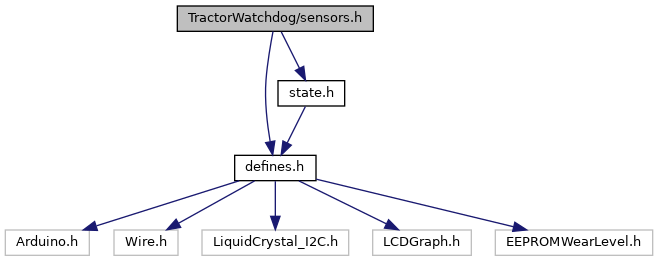 TractorWatchdog/sensors.h
state.h
defines.h
Arduino.h
Wire.h
LiquidCrystal_I2C.h
LCDGraph.h
EEPROMWearLevel.h